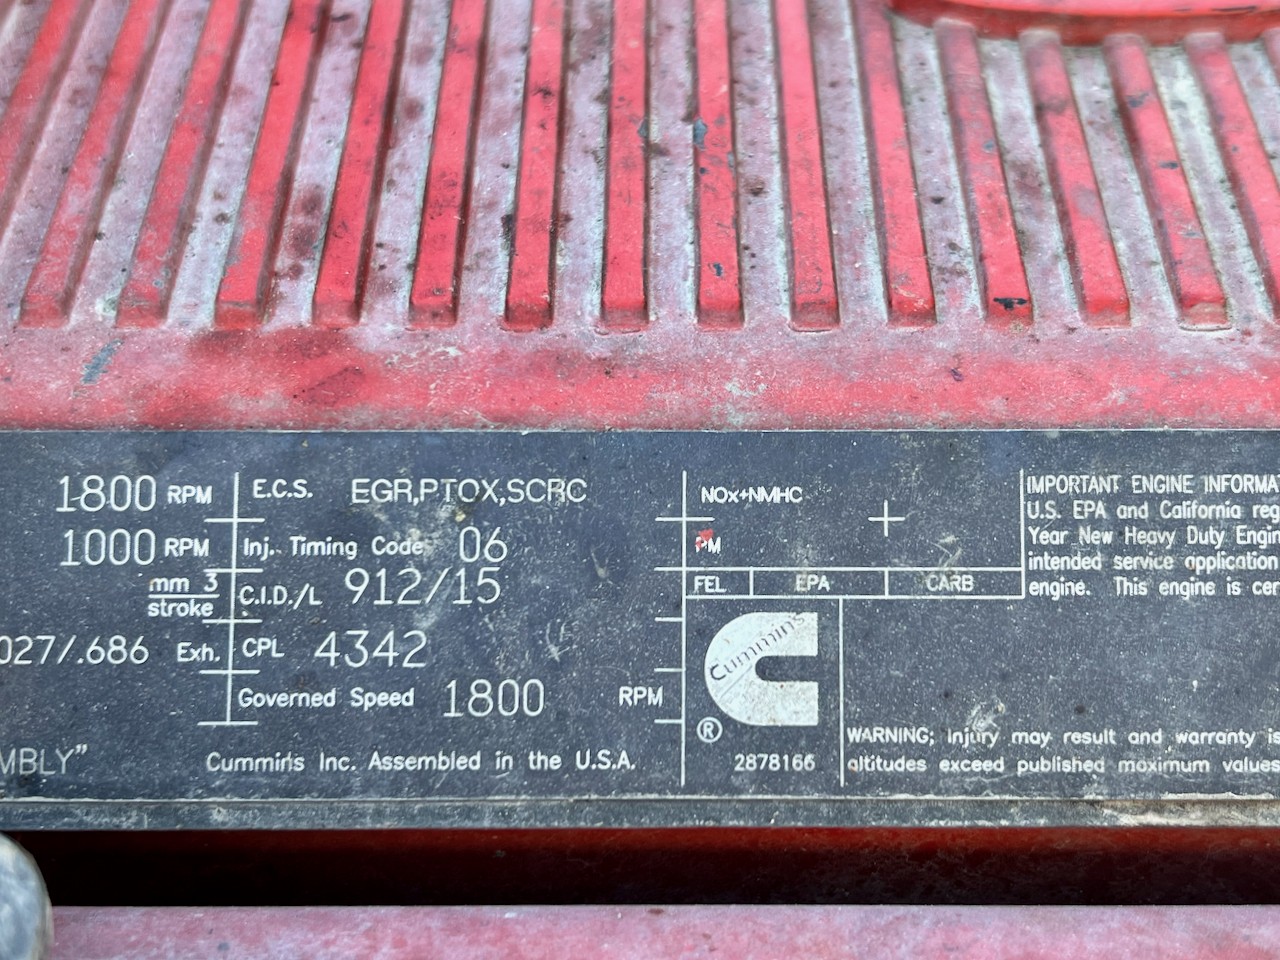 1800 RPM
1000 RPM
mm 3
stroke
027/.686 Exh.
MBLY"
E.C.S. EGR,PTOX,SCRC
Inj. Timing Code 06
C.I.D./L 912/15
CPL 4342
Governed Speed 1800 RPM
Cummins Inc. Assembled in the U.S.A.
NOx+NMHC
PM
FEL EPA CARB
Cummins
®
2878166
IMPORTANT ENGINE INFORMA
U.S. EPA and California reg
Year New Heavy Duty Engin
intended service application
engine. This engine is cer
WARNING; Injury may result and warranty is
altitudes exceed published maximum values